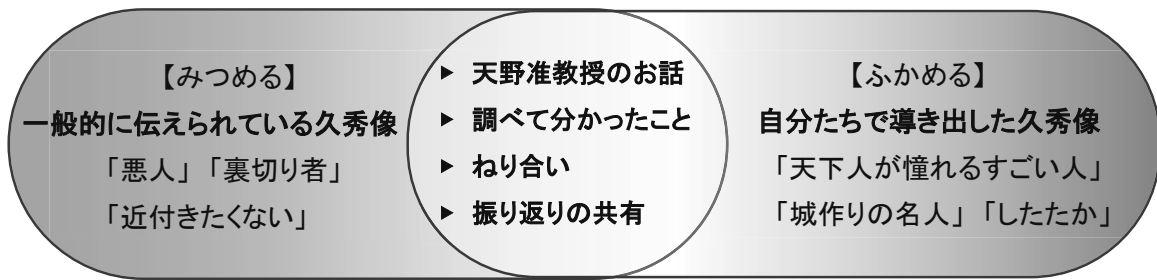 【みつめる】
一般的に伝えられている久秀像
「悪人」「裏切り者」
「近付きたくない」
▶ 天野准教授のお話
▶ 調べて分かったこと
▶ ねり合い
▶ 振り返りの共有
【ふかめる】
自分たちで導き出した久秀像
「天下人が憧れるすごい人」
「城作りの名人」「したたか」